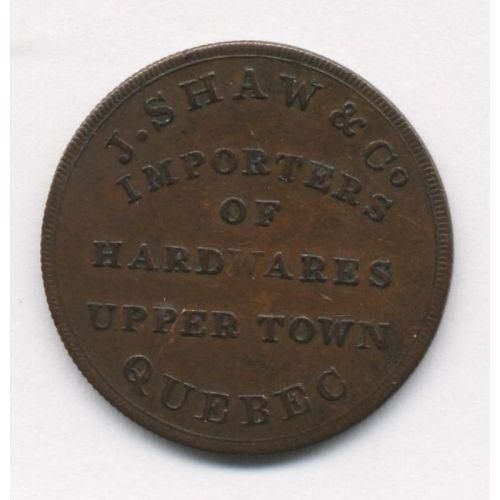 J. SHAW & Co
IMPORTERS
OF
HARDWARES
UPPER TOWN
QUEBEC